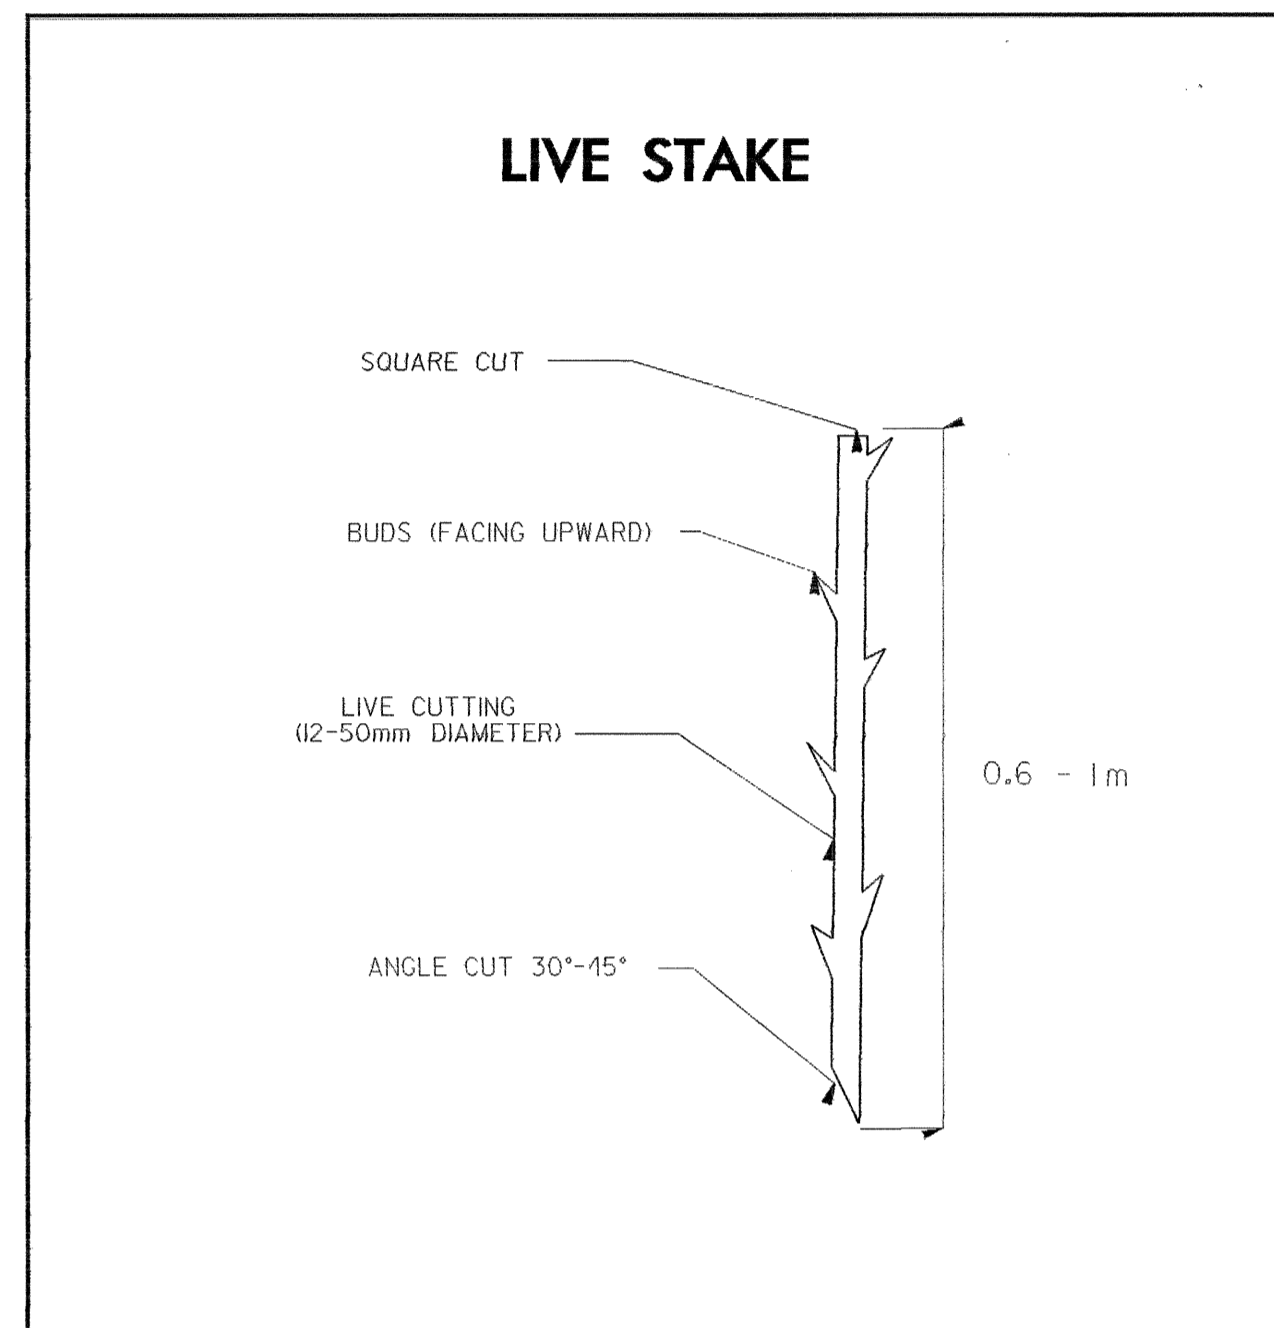 LIVE STAKE
SQUARE CUT
BUDS (FACING UPWARD)
LIVE CUTTING
(12-50mm DIAMETER)
0.6 - 1m
ANGLE CUT 30°-45°